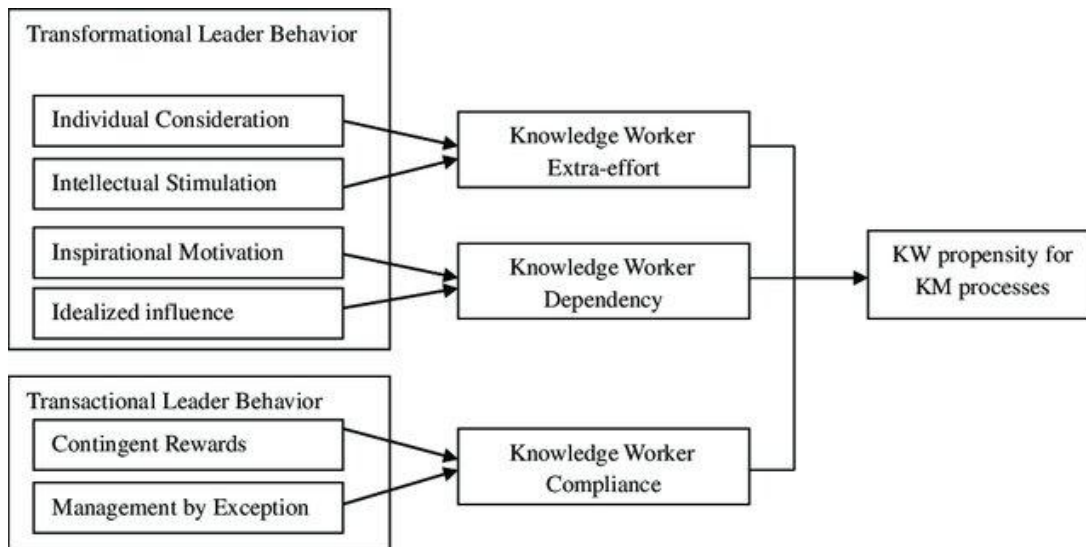 Transformational Leader Behavior
Individual Consideration
Intellectual Stimulation
Inspirational Motivation
Idealized influence
Transactional Leader Behavior
Contingent Rewards
Management by Exception
Knowledge Worker
Extra-effort
Knowledge Worker
Dependency
Knowledge Worker
Compliance
KW propensity for
KM processes